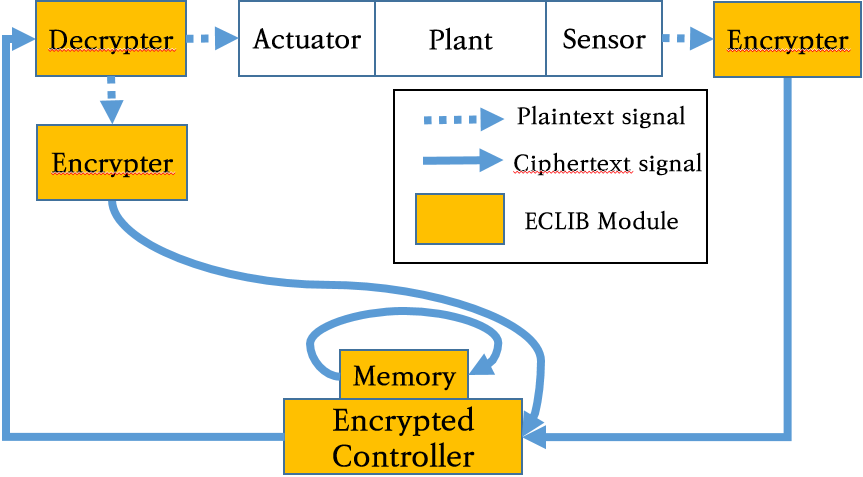 Decrypter
Actuator
Plant
Sensor
Encrypter
Plaintext signal
Encrypter
Ciphertext signal
ECLIB Module
Memory
Encrypted
Controller